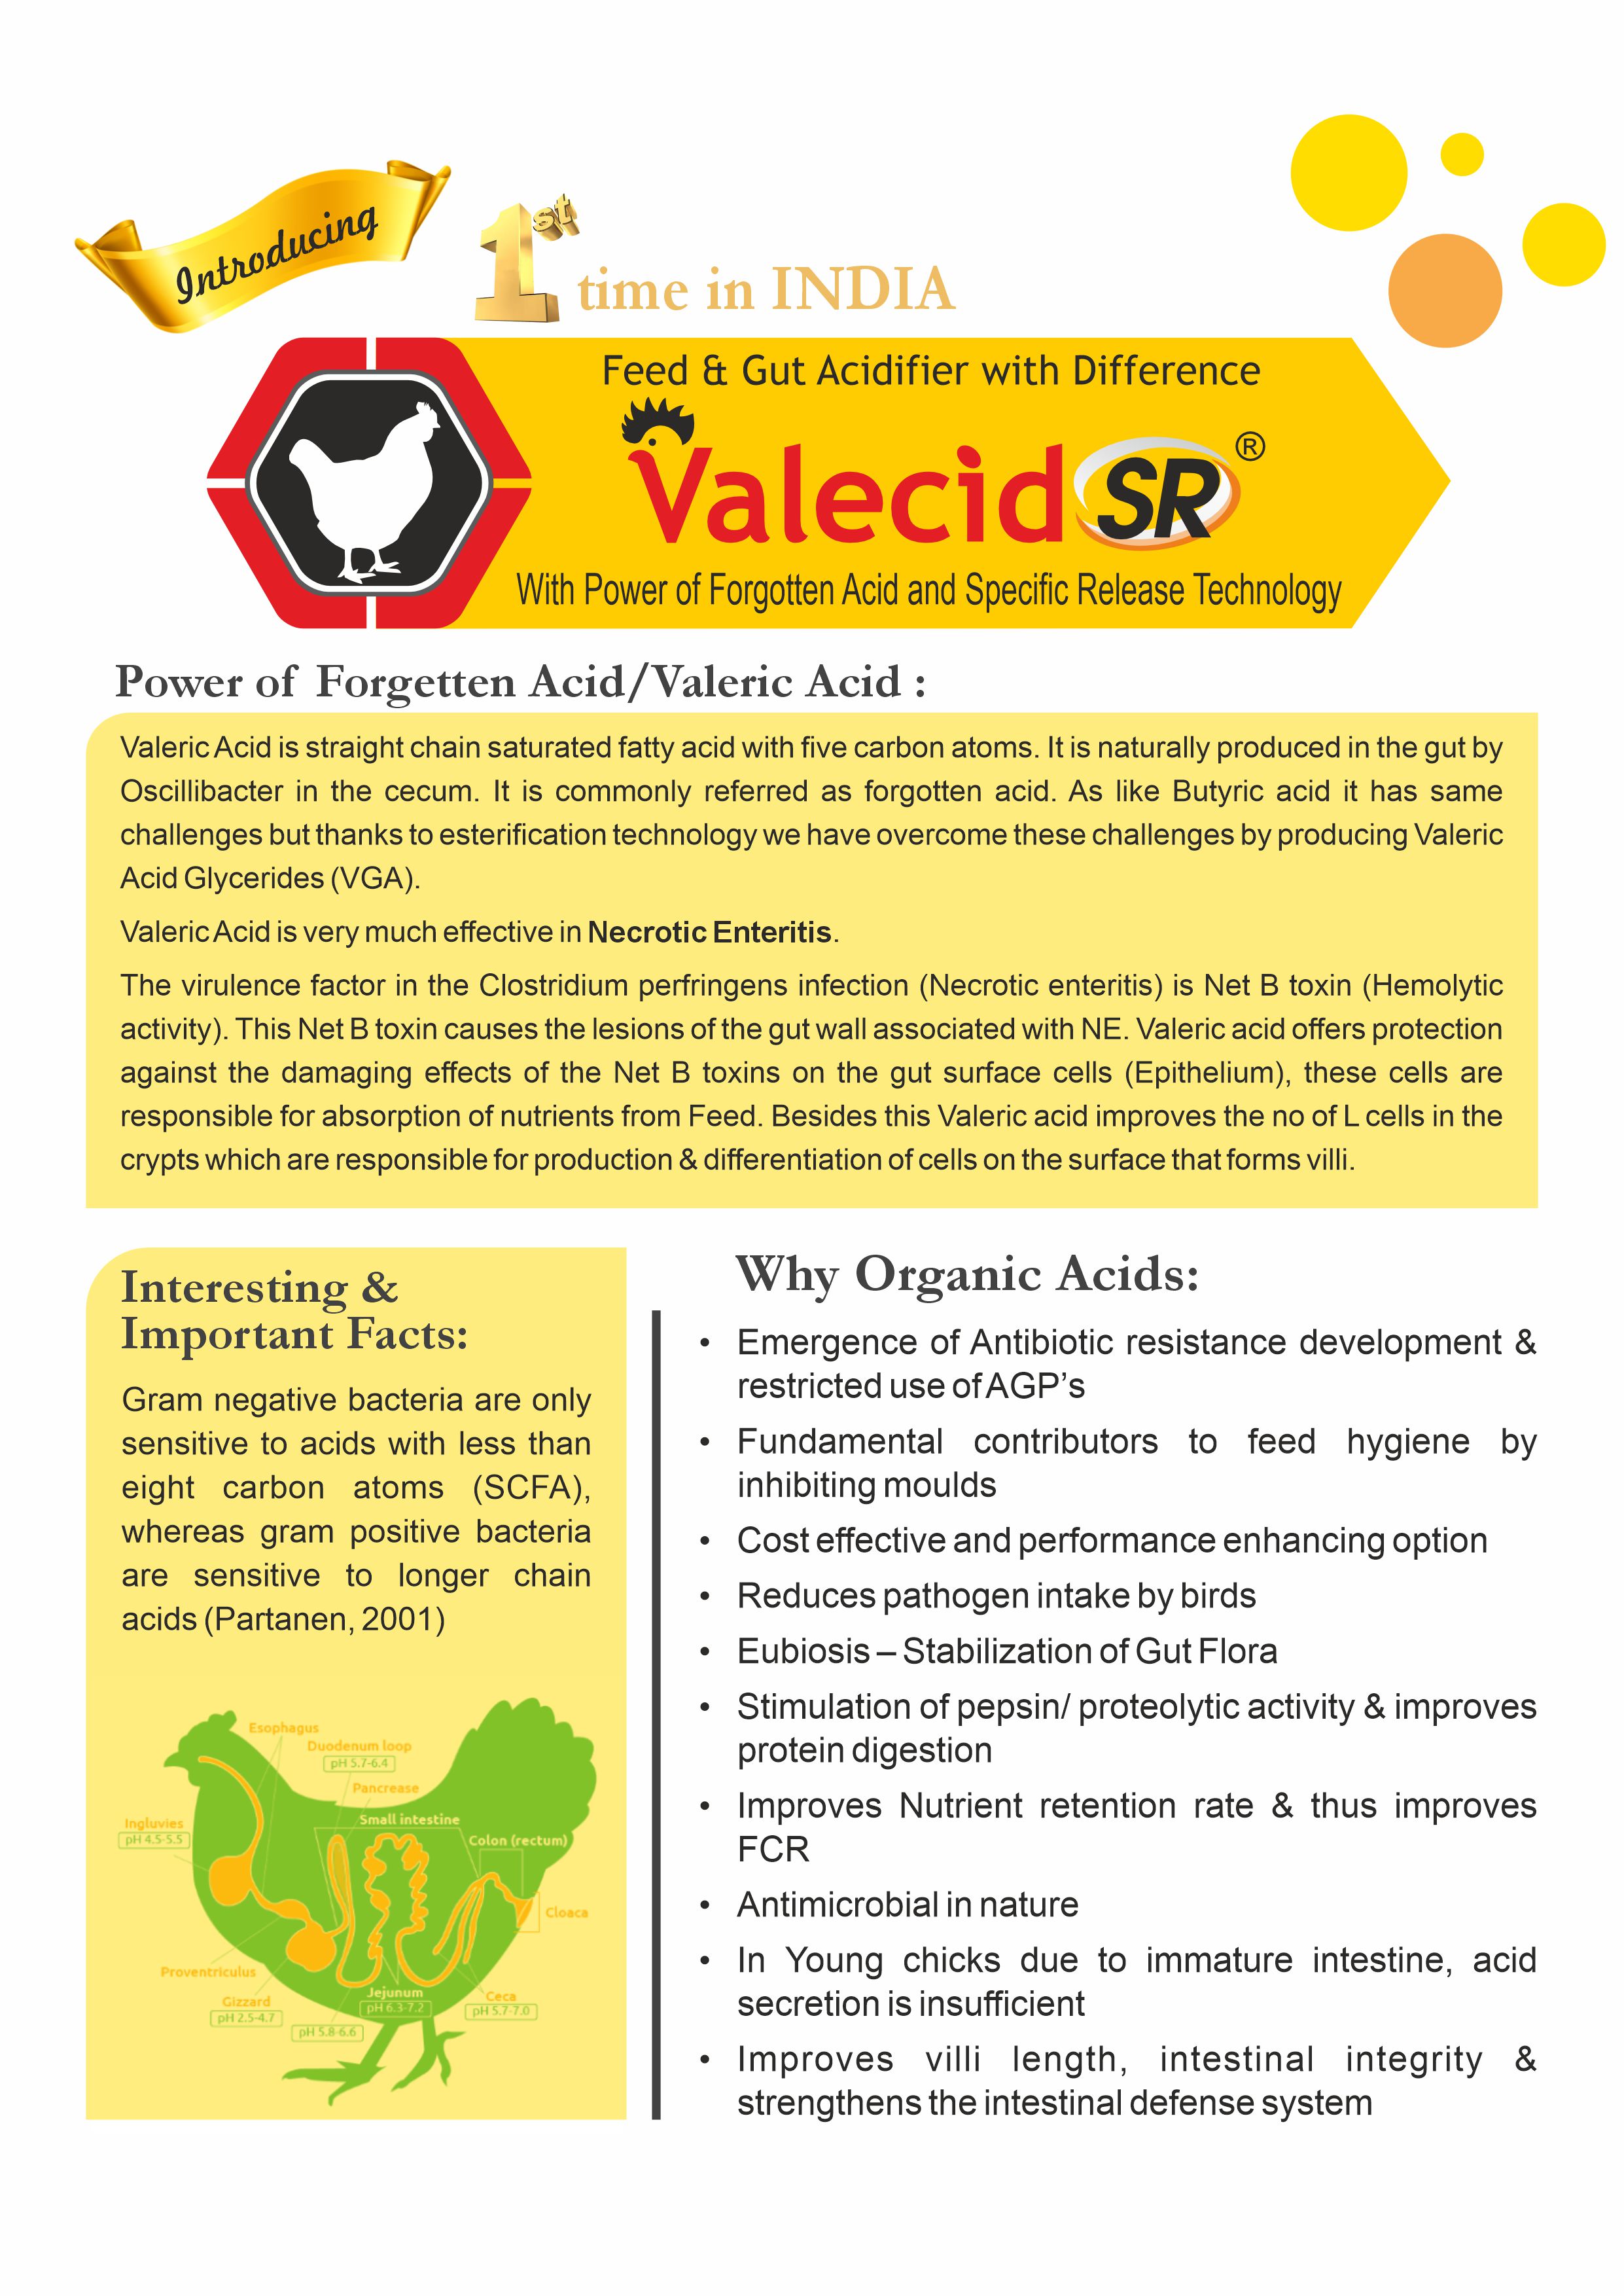 Introducing
1st time in INDIA
Feed & Gut Acidifier with Difference
Valecid SR ®
With Power of Forgotten Acid and Specific Release Technology
Power of Forgetten Acid/Valeric Acid :
Valeric Acid is straight chain saturated fatty acid with five carbon atoms. It is naturally produced in the gut by
Oscillibacter in the cecum. It is commonly referred as forgotten acid. As like Butyric acid it has same
challenges but thanks to esterification technology we have overcome these challenges by producing Valeric
Acid Glycerides (VGA).
Valeric Acid is very much effective in Necrotic Enteritis.
The virulence factor in the Clostridium perfringens infection (Necrotic enteritis) is Net B toxin (Hemolytic
activity). This Net B toxin causes the lesions of the gut wall associated with NE. Valeric acid offers protection
against the damaging effects of the Net B toxins on the gut surface cells (Epithelium), these cells are
responsible for absorption of nutrients from Feed. Besides this Valeric acid improves the no of L cells in the
crypts which are responsible for production & differentiation of cells on the surface that forms villi.
Interesting &
Important Facts:
Gram negative bacteria are only
sensitive to acids with less than
eight carbon atoms (SCFA),
whereas gram positive bacteria
are sensitive to longer chain
acids (Partanen, 2001)
Esophagus
Duodenum loop
pH 5.7-6.4
Pancrease
Small intestine
Ingluvies
pH 4.5-5.5
Colon (rectum)
Cloaca
Proventriculus
Gizzard
pH 2.5-4.7
Jejunum
pH 6.3-7.2
Ceca
pH 5.7-7.0
pH 5.8-6.6
Why Organic Acids:
• Emergence of Antibiotic resistance development &
restricted use of AGP's
• Fundamental contributors to feed hygiene by
inhibiting moulds
• Cost effective and performance enhancing option
• Reduces pathogen intake by birds
• Eubiosis – Stabilization of Gut Flora
• Stimulation of pepsin/ proteolytic activity & improves
protein digestion
• Improves Nutrient retention rate & thus improves
FCR
• Antimicrobial in nature
• In Young chicks due to immature intestine, acid
secretion is insufficient
• Improves villi length, intestinal integrity &
strengthens the intestinal defense system